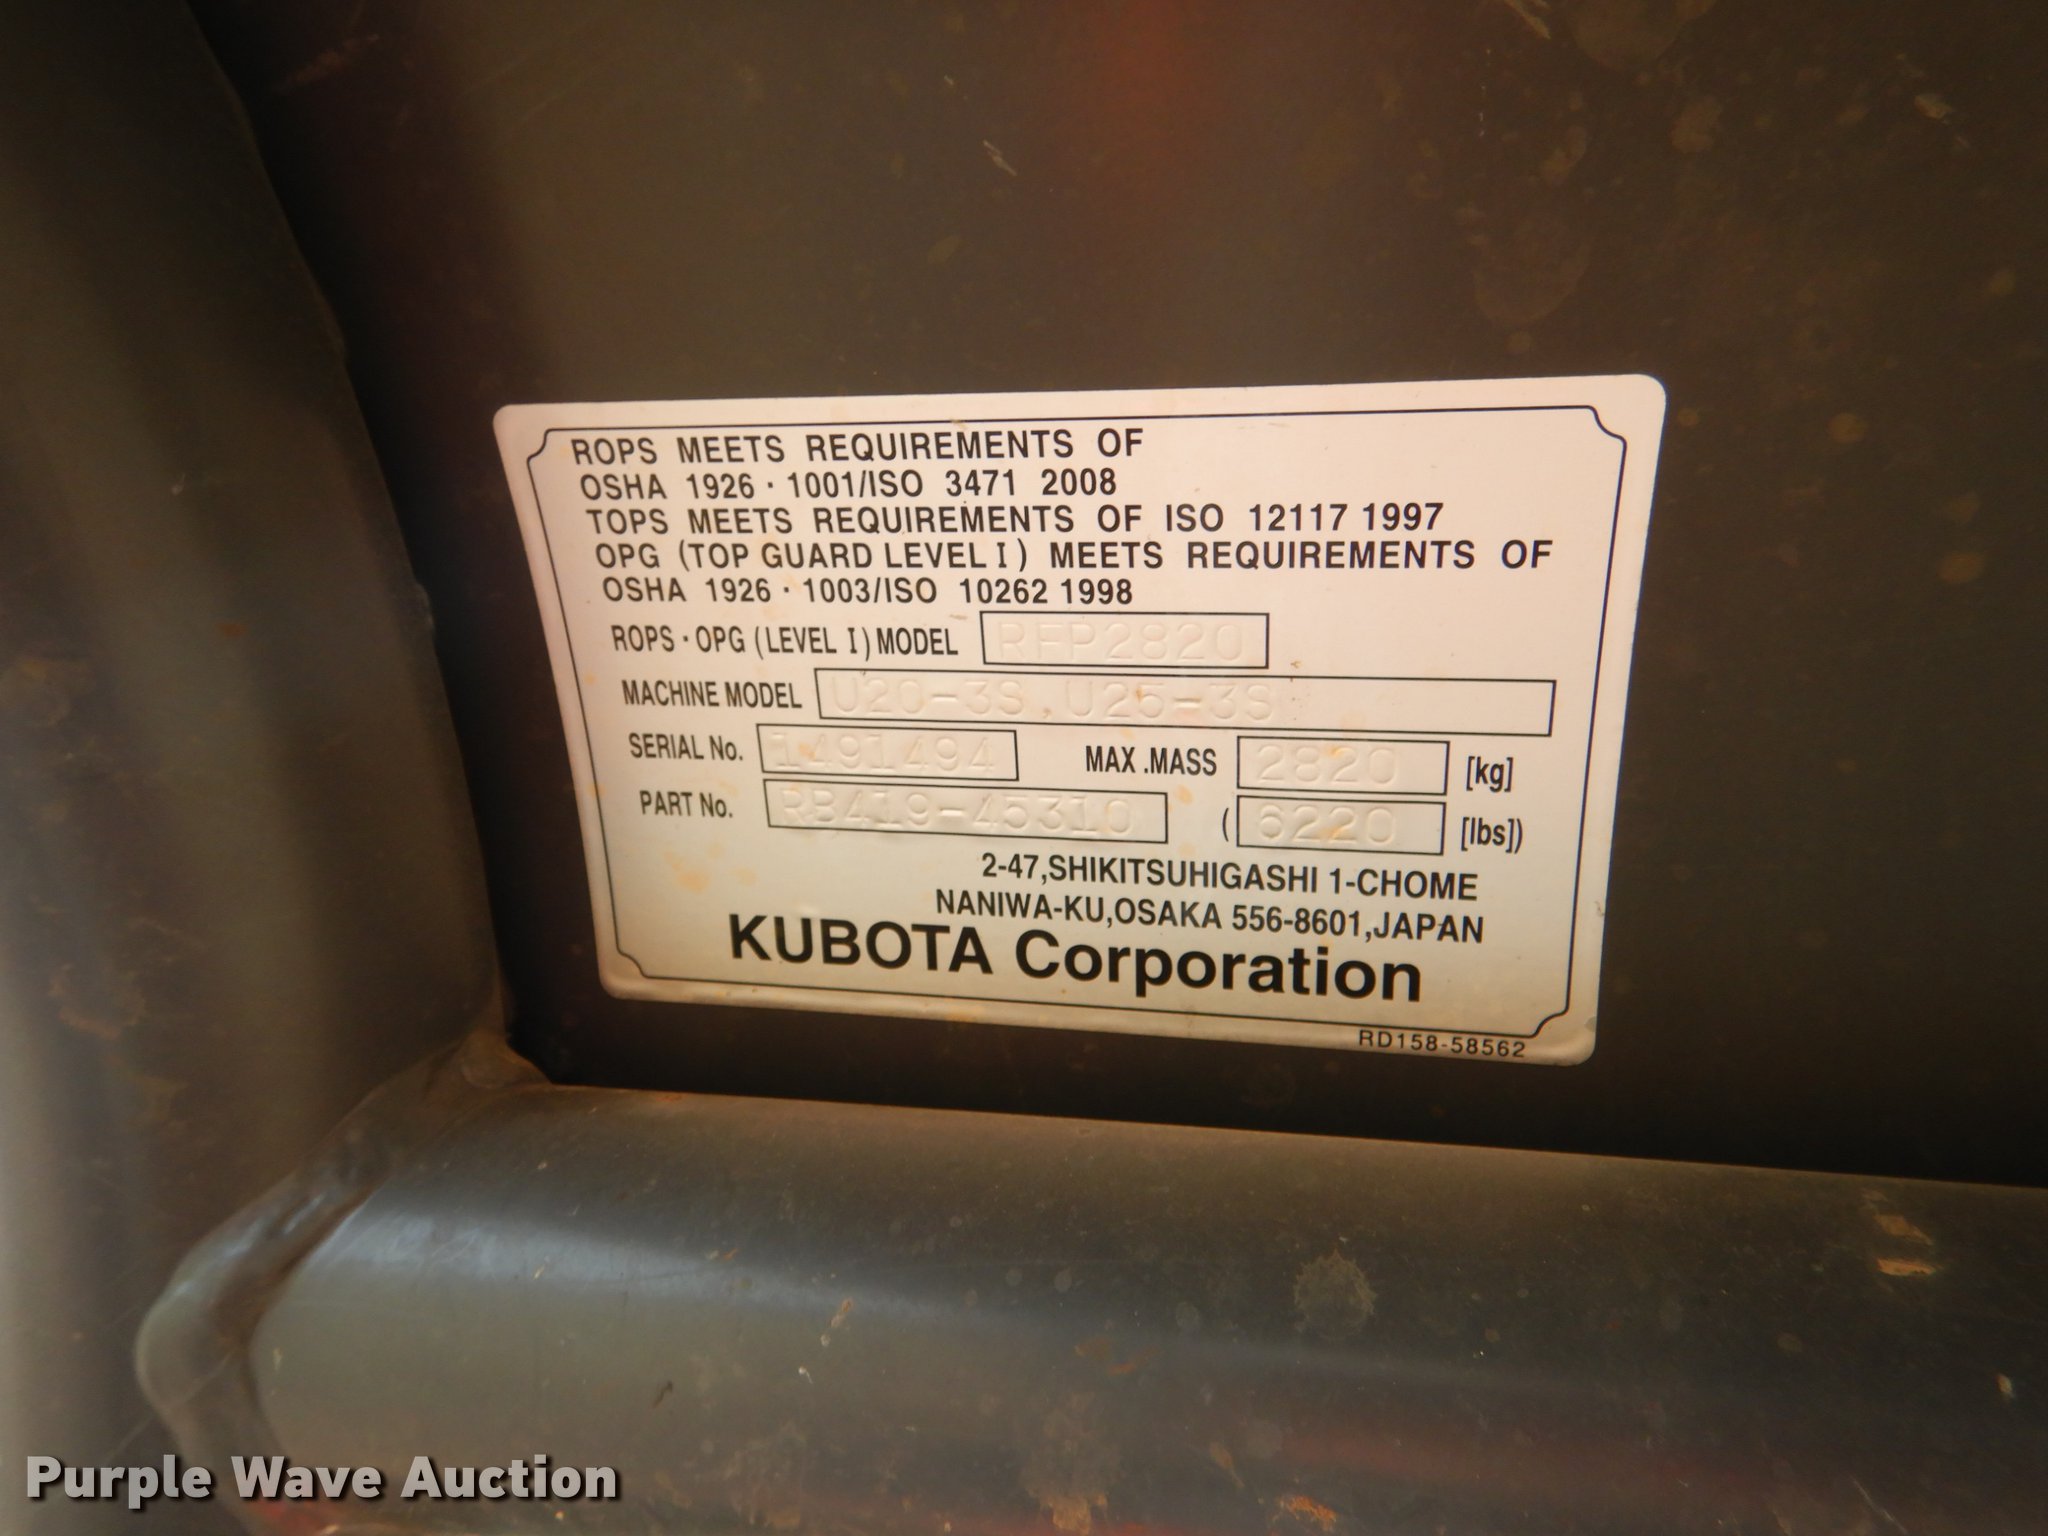 ROPS MEETS REQUIREMENTS OF
OSHA 1926 · 1001/ISO 3471 2008
TOPS MEETS REQUIREMENTS OF ISO 12117 1997
OPG (TOP GUARD LEVEL I) MEETS REQUIREMENTS OF
OSHA 1926 · 1003/ISO 10262 1998
ROPS · OPG (LEVEL I) MODEL RFP2820
MACHINE MODEL U20-3S, U25-3S
SERIAL No. 1491494 MAX .MASS 2820 [kg]
PART No. RB419-45310 ( 6220 [lbs])
2-47,SHIKITSUHIGASHI 1-CHOME
NANIWA-KU,OSAKA 556-8601,JAPAN
KUBOTA Corporation
RD158-58562
Purple Wave Auction